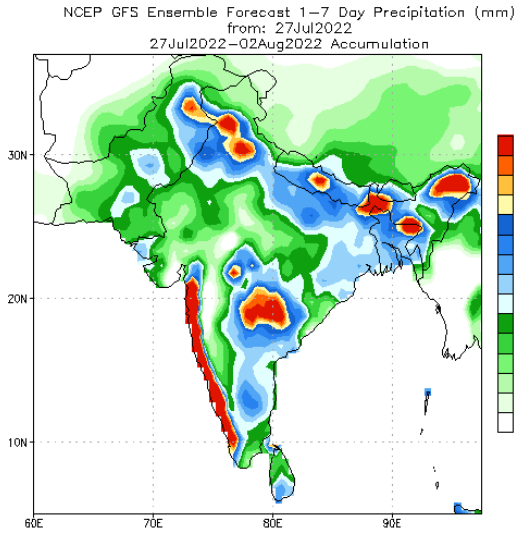 NCEP GFS Ensemble Forecast 1-7 Day Precipitation (mm)
from: 27Jul2022
27Jul2022-02Aug2022 Accumulation
30N
20N
10N
60E 70E 80E 90E